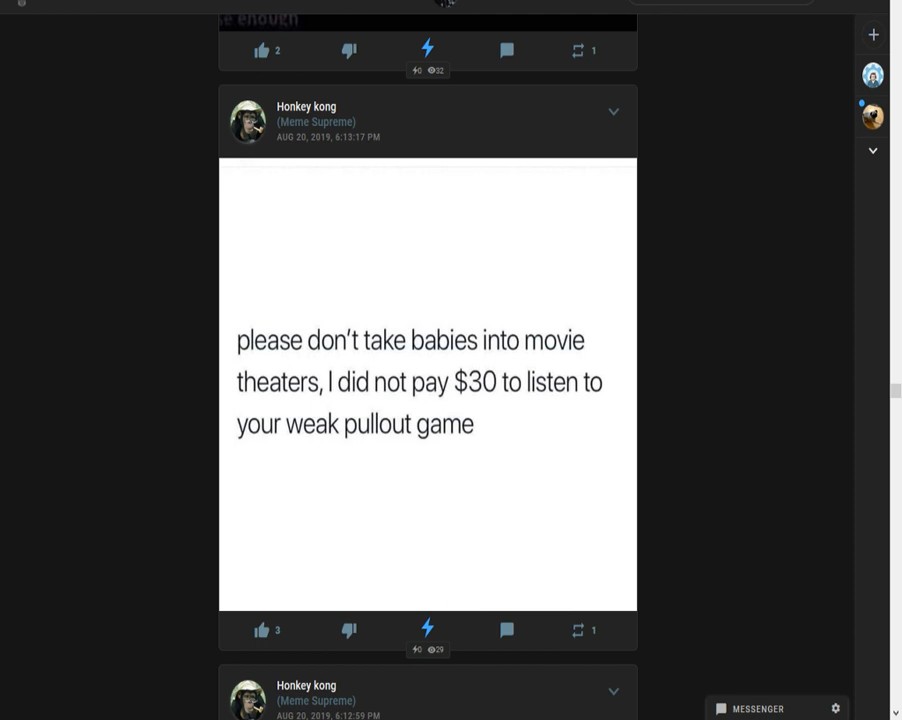 e enough
2
0 32
1
Honkey kong
(Meme Supreme)
AUG 20, 2019, 6:13:17 PM
please don't take babies into movie
theaters, I did not pay $30 to listen to
your weak pullout game
3
0 29
1
Honkey kong
(Meme Supreme)
AUG 20, 2019, 6:12:59 PM
MESSENGER